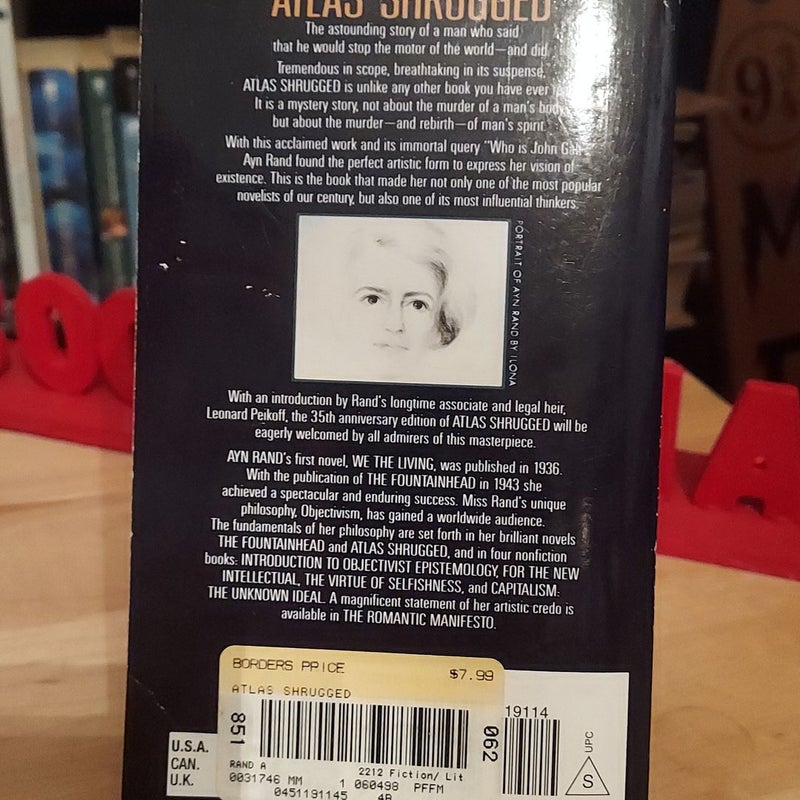 ATLAS SHRUGGED
The astounding story of a man who said
that he would stop the motor of the world—and did.
Tremendous in scope, breathtaking in its suspense,
ATLAS SHRUGGED is unlike any other book you have ever
It is a mystery story, not about the murder of a man's
but about the murder—and rebirth—of man's spirit.
With this acclaimed work and its immortal query "Who is John
Ayn Rand found the perfect artistic form to express her vision of
existence. This is the book that made her not only one of the most popular
novelists of our century, but also one of its most influential thinkers.
PORTRAIT OF AYN RAND BY ILONA
With an introduction by Rand's longtime associate and legal heir,
Leonard Peikoff, the 35th anniversary edition of ATLAS SHRUGGED will be
eagerly welcomed by all admirers of this masterpiece.
AYN RAND's first novel, WE THE LIVING, was published in 1936.
With the publication of THE FOUNTAINHEAD in 1943 she
achieved a spectacular and enduring success. Miss Rand's unique
philosophy, Objectivism, has gained a worldwide audience.
The fundamentals of her philosophy are set forth in her brilliant novels
THE FOUNTAINHEAD and ATLAS SHRUGGED, and in four nonfiction
books: INTRODUCTION TO OBJECTIVIST EPISTEMOLOGY, FOR THE NEW
INTELLECTUAL, THE VIRTUE OF SELFISHNESS, and CAPITALISM:
THE UNKNOWN IDEAL. A magnificent statement of her artistic credo is
available in THE ROMANTIC MANIFESTO.
BORDERS PRICE $7.99
ATLAS SHRUGGED
851
062
19114
UPC
S
U.S.A.
CAN.
U.K.
RAND A 2212 Fiction/ Lit
0031746 MM 1 060498 PFFM
0451191145 4B
9